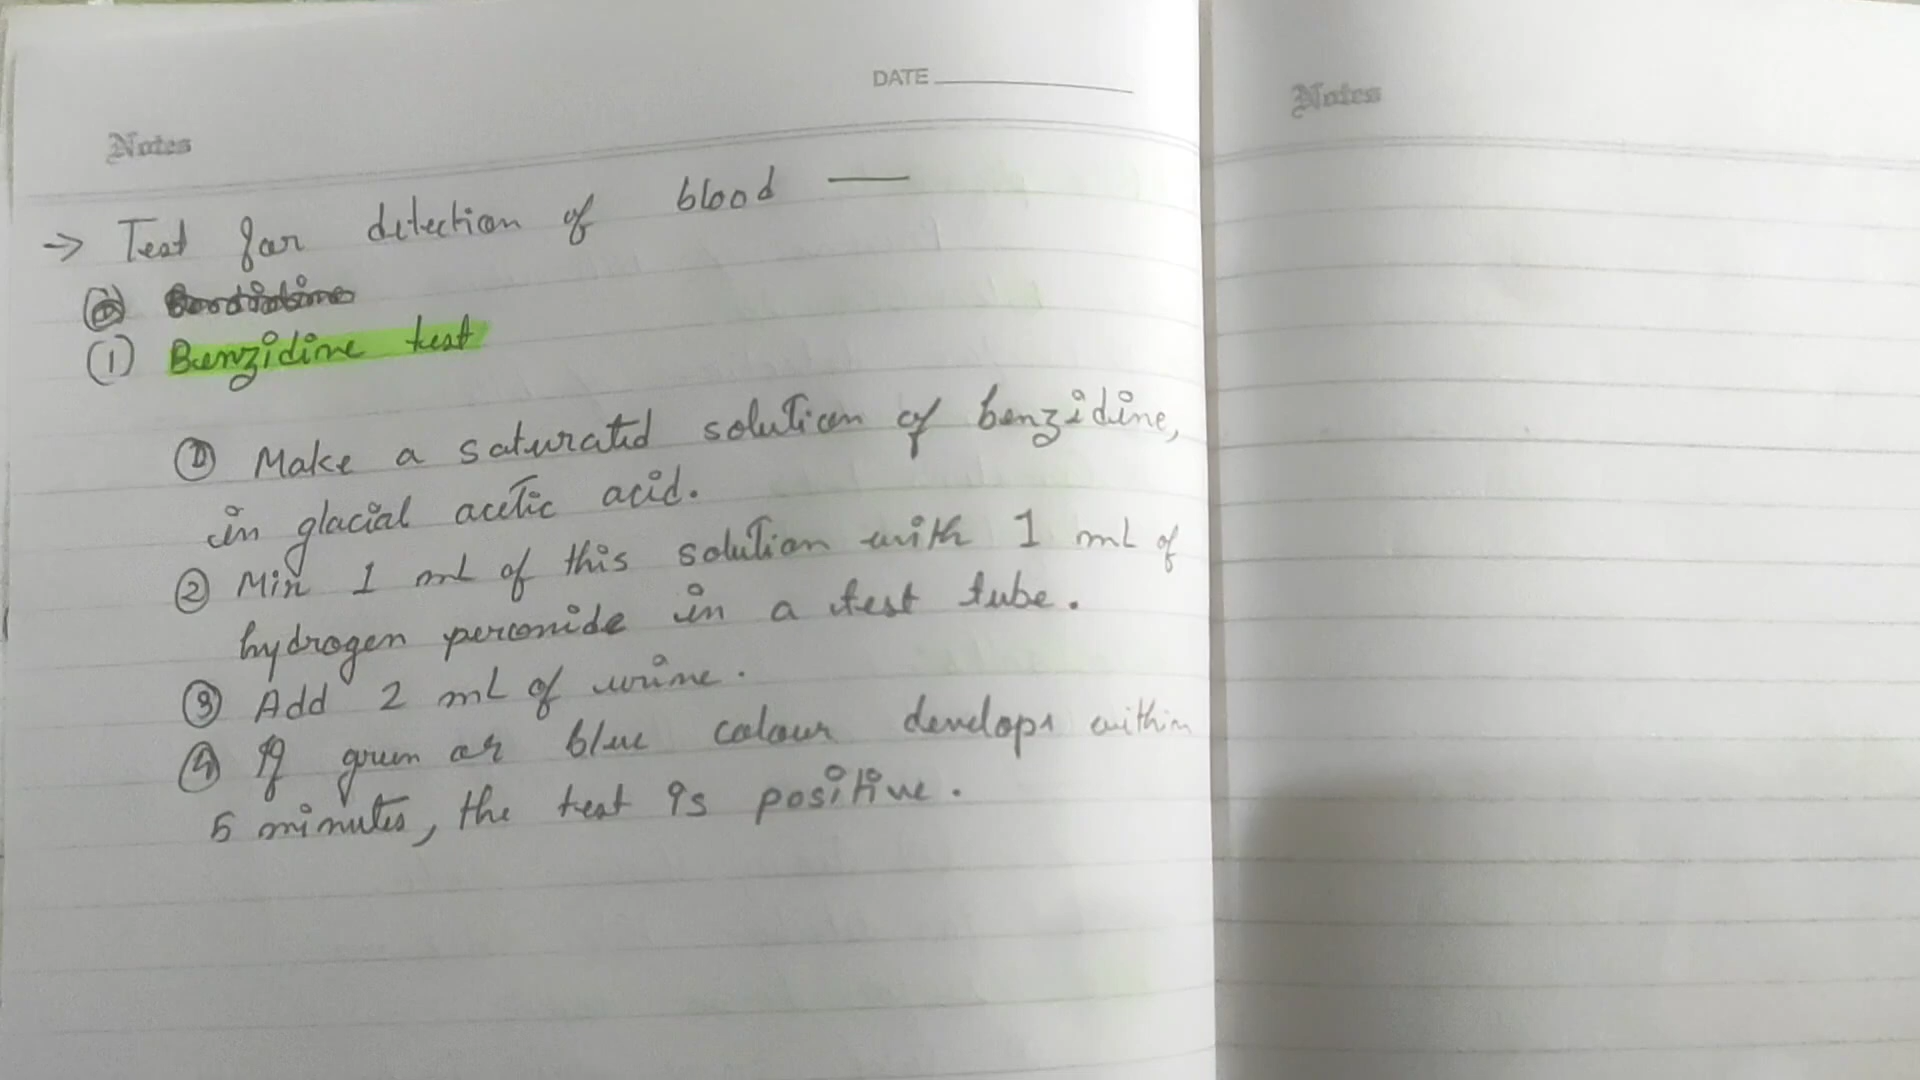 DATE
Notes
Notes
→ Test for detection of blood —
(1) Benzidine test
① Make a saturated solution of benzidine,
in glacial acetic acid.
② Mix 1 ml of this solution with 1 mL of
hydrogen peroxide in a test tube.
③ Add 2 mL of urine.
④ If green or blue colour develops within
5 minutes, the test is positive.